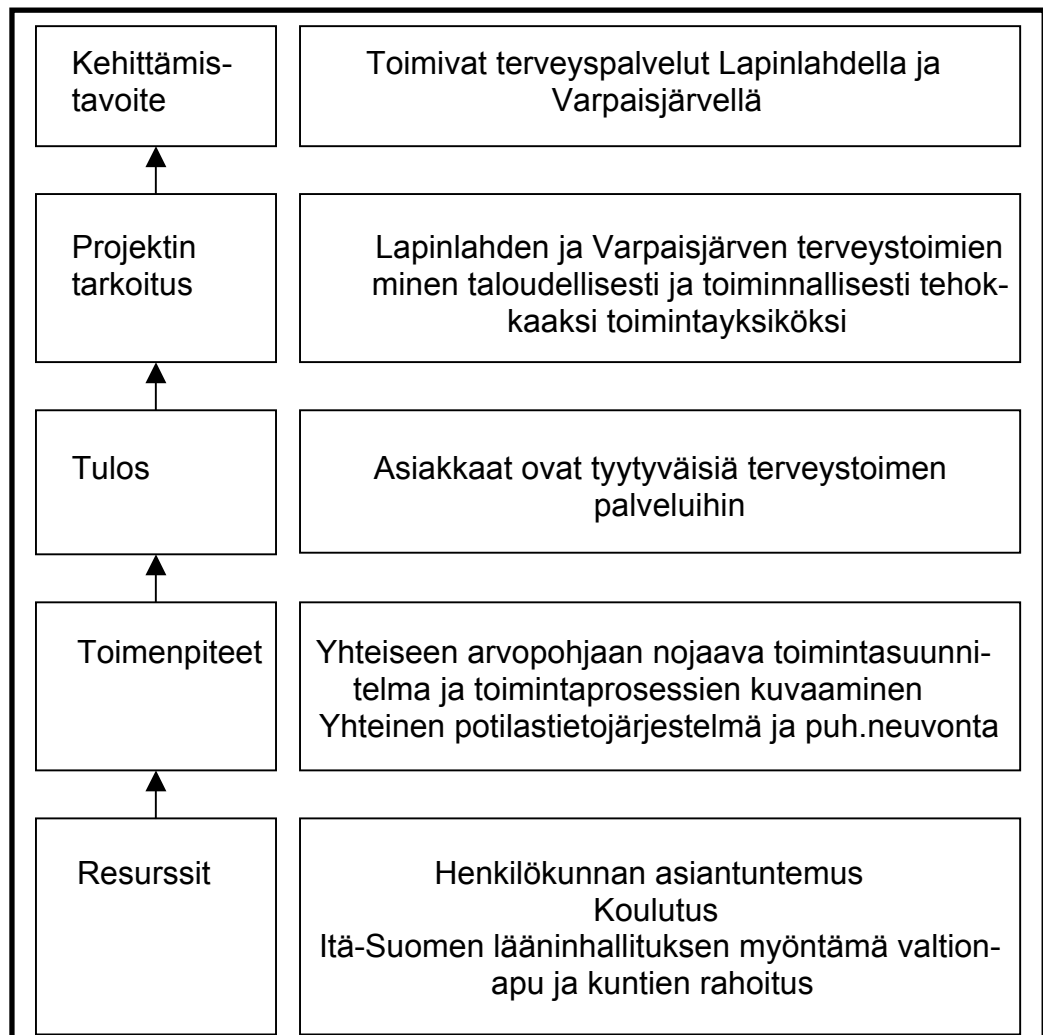 Kehittämis-
tavoite
Toimivat terveyspalvelut Lapinlahdella ja
Varpaisjärvellä
Projektin
tarkoitus
Lapinlahden ja Varpaisjärven terveystoimien
minen taloudellisesti ja toiminnallisesti tehok-
kaaksi toimintayksiköksi
Tulos
Asiakkaat ovat tyytyväisiä terveystoimen
palveluihin
Toimenpiteet
Yhteiseen arvopohjaan nojaava toimintasuunni-
telma ja toimintaprosessien kuvaaminen
Yhteinen potilastietojärjestelmä ja puh.neuvonta
Resurssit
Henkilökunnan asiantuntemus
Koulutus
Itä-Suomen lääninhallituksen myöntämä valtion-
apu ja kuntien rahoitus